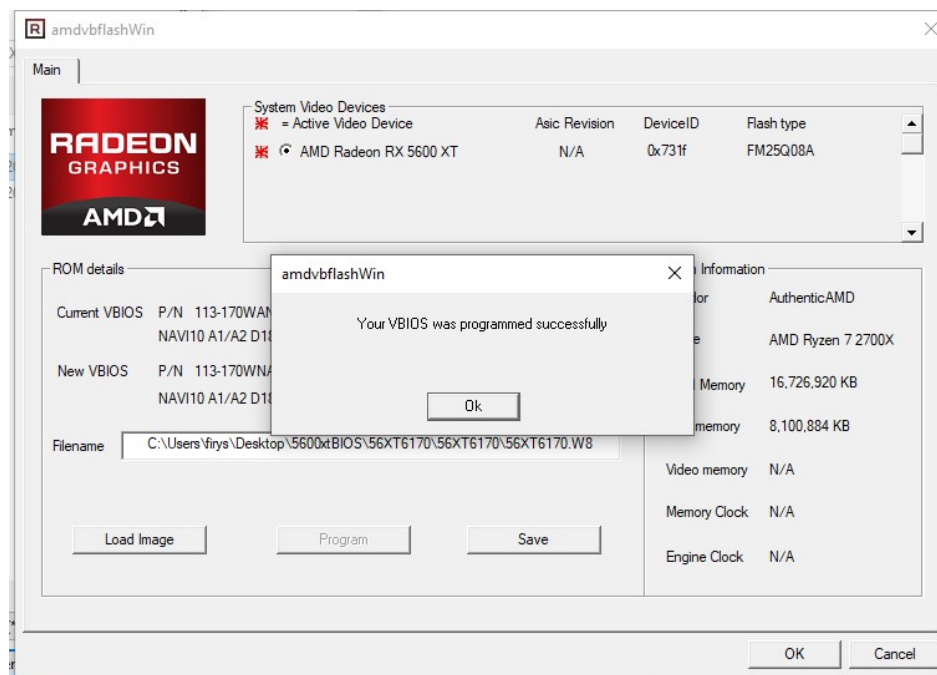 amdvbflashWin
Main
RADEON
GRAPHICS
AMD
System Video Devices
= Active Video Device Asic Revision DeviceID Flash type
AMD Radeon RX 5600 XT N/A 0x731f FM25Q08A
ROM details
Current VBIOS P/N 113-170WAN
NAVI10 A1/A2 D18
New VBIOS P/N 113-170WNA
NAVI10 A1/A2 D18
Filename C:\Users\firys\Desktop\5600xtBIOS\56XT6170\56XT6170\56XT6170.W8
Load Image Program Save
amdvbflashWin
Your VBIOS was programmed successfully
Ok
Information
AuthenticAMD
AMD Ryzen 7 2700X
Memory 16,726,920 KB
memory 8,100,884 KB
Video memory N/A
Memory Clock N/A
Engine Clock N/A
OK Cancel